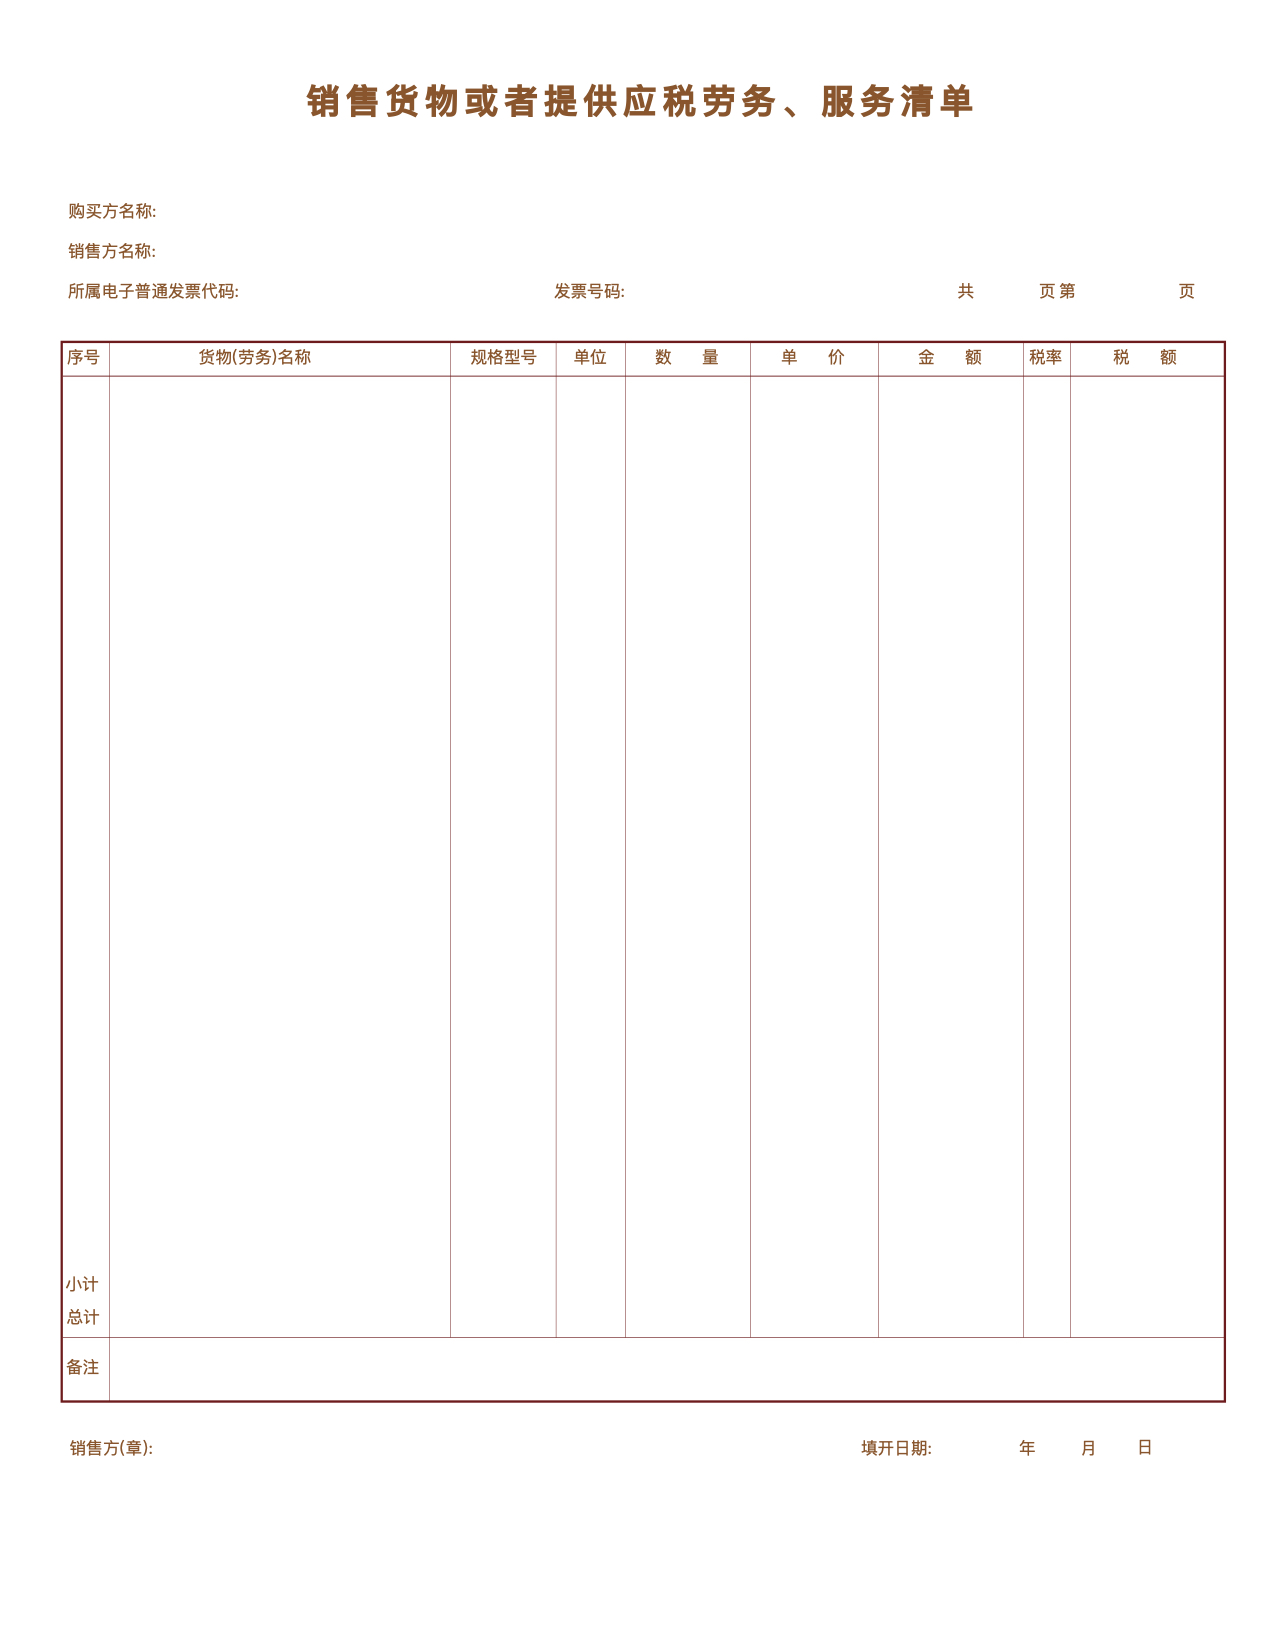 销售货物或者提供应税劳务、服务清单
购买方名称:
销售方名称:
所属电子普通发票代码: 发票号码: 共 页 第 页
序号 货物(劳务)名称 规格型号 单位 数 量 单 价 金 额 税率 税 额
小计
总计
备注
销售方(章): 填开日期: 年 月 日